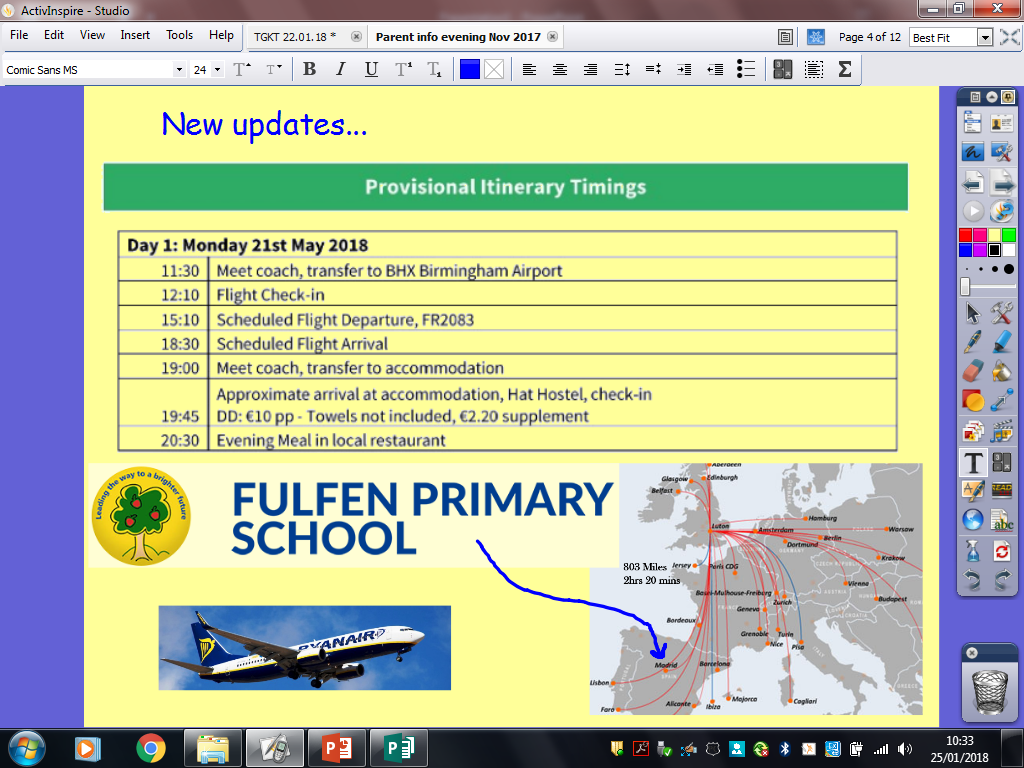 ActivInspire - Studio
File Edit View Insert Tools Help
TGKT 22.01.18 *
Parent info evening Nov 2017
Page 4 of 12
Best Fit
Comic Sans MS
24
New updates...
Provisional Itinerary Timings
Day 1: Monday 21st May 2018
11:30 Meet coach, transfer to BHX Birmingham Airport
12:10 Flight Check-in
15:10 Scheduled Flight Departure, FR2083
18:30 Scheduled Flight Arrival
19:00 Meet coach, transfer to accommodation
Approximate arrival at accommodation, Hat Hostel, check-in
19:45 DD: €10 pp - Towels not included, €2.20 supplement
20:30 Evening Meal in local restaurant
Leading the way to a brighter future
FULFEN PRIMARY
SCHOOL
Aberdeen
Glasgow
Edinburgh
Belfast
Hamburg
Luton
Amsterdam
Warsaw
Berlin
Dortmund
GERMANY
Krakow
803 Miles
2hrs 20 mins
Jersey
Paris CDG
Vienna
Basel-Mulhouse-Freiburg
Zurich
Budapest
Geneva
Bordeaux
Grenoble
Turin
Nice
Pisa
ITALY
Madrid
SPAIN
Barcelona
PORTUGAL
Lisbon
GREECE
Faro
Alicante
Ibiza
Majorca
Cagliari
RYANAIR
10:33
25/01/2018